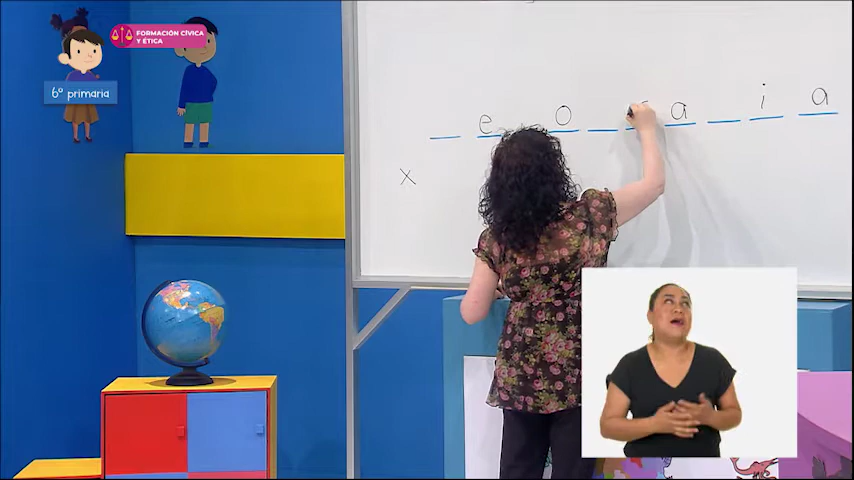 FORMACIÓN CÍVICA
Y ÉTICA
6º primaria
_ e _ o _ _ a _ i a
x